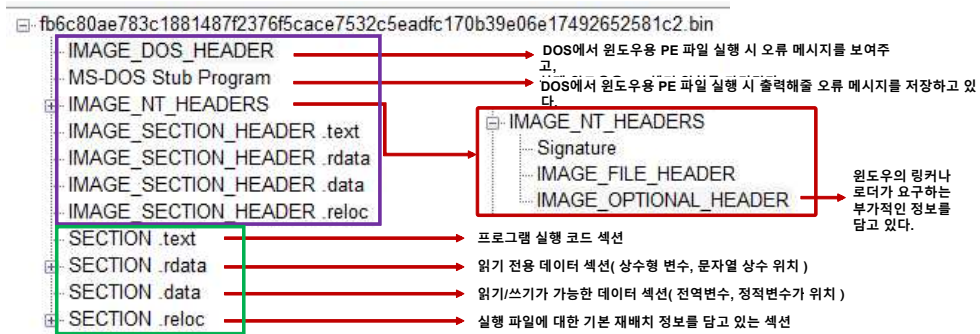 fb6c80ae783c1881487f2376f5cace7532c5eadfc170b39e06e17492652581c2.bin
IMAGE_DOS_HEADER
DOS에서 윈도우용 PE 파일 실행 시 오류 메시지를 보여주
고,
MS-DOS Stub Program
DOS에서 윈도우용 PE 파일 실행 시 출력해줄 오류 메시지를 저장하고 있
다.
IMAGE_NT_HEADERS
IMAGE_SECTION_HEADER .text
IMAGE_SECTION_HEADER .rdata
IMAGE_SECTION_HEADER .data
IMAGE_SECTION_HEADER .reloc
IMAGE_NT_HEADERS
Signature
IMAGE_FILE_HEADER
IMAGE_OPTIONAL_HEADER
윈도우의 링커나
로더가 요구하는
부가적인 정보를
담고 있다.
SECTION .text
프로그램 실행 코드 섹션
SECTION .rdata
읽기 전용 데이터 섹션( 상수형 변수, 문자열 상수 위치 )
SECTION .data
읽기/쓰기가 가능한 데이터 섹션( 전역변수, 정적변수가 위치 )
SECTION .reloc
실행 파일에 대한 기본 재배치 정보를 담고 있는 섹션